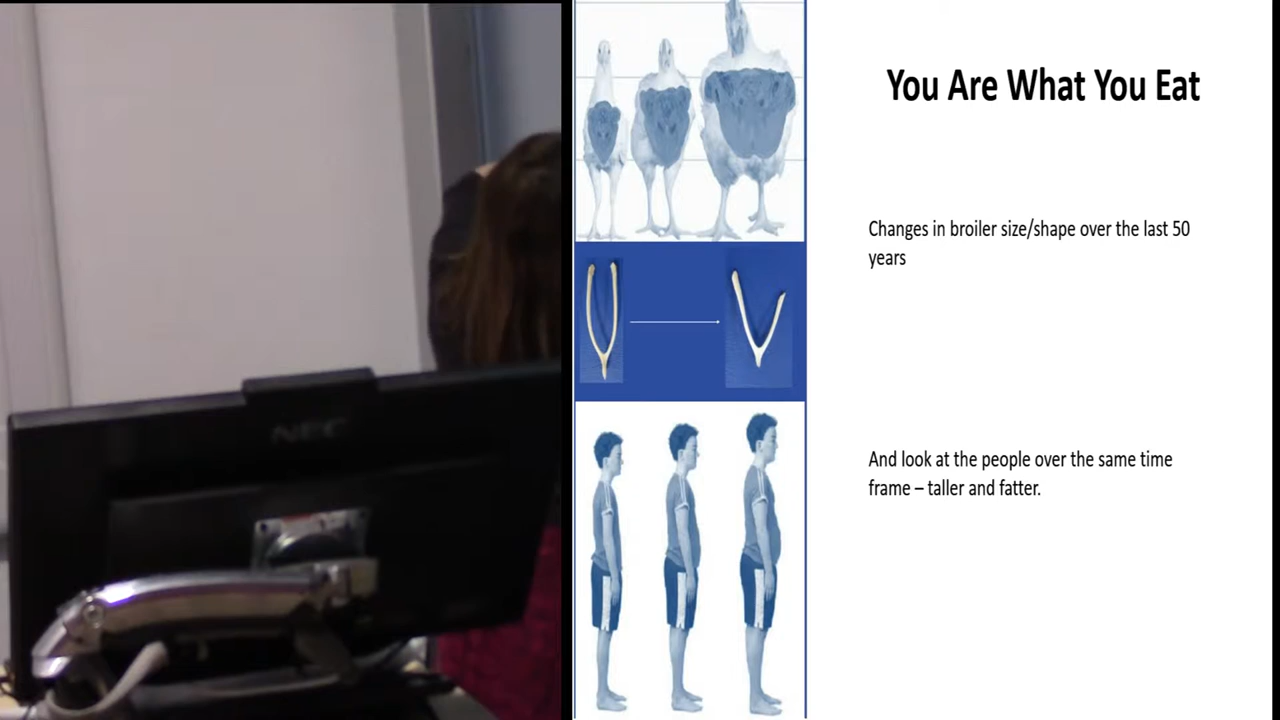 You Are What You Eat
Changes in broiler size/shape over the last 50
years
And look at the people over the same time
frame – taller and fatter.
NEC